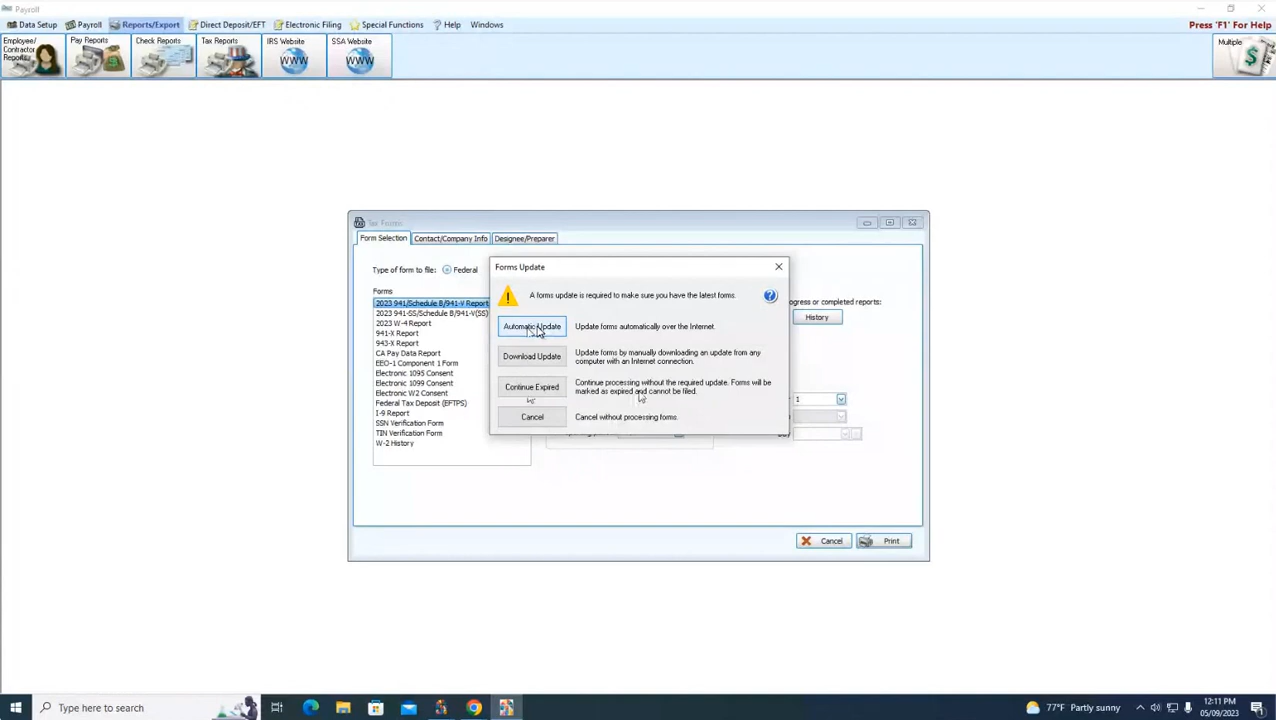 Payroll
Data Setup Payroll Reports/Export Direct Deposit/EFT Electronic Filing Special Functions Help Windows Press 'F1' For Help
Employee/
Contractor
Reports
Pay Reports
Check Reports
Tax Reports
IRS Website
WWW
SSA Website
WWW
Multiple
Tax Forms
Form Selection Contact/Company Info Designee/Preparer
Type of form to file: Federal
Forms
2023 941/Schedule B/941-V Report
2023 941-SS/Schedule B/941-V(SS)
2023 W-4 Report
941-X Report
943-X Report
CA Pay Data Report
EEO-1 Component 1 Form
Electronic 1095 Consent
Electronic 1099 Consent
Electronic W2 Consent
Federal Tax Deposit (EFTPS)
I-9 Report
SSN Verification Form
TIN Verification Form
W-2 History
Forms Update
A forms update is required to make sure you have the latest forms.
Automatic Update Update forms automatically over the Internet.
Download Update Update forms by manually downloading an update from any
computer with an Internet connection.
Continue Expired Continue processing without the required update. Forms will be
marked as expired and cannot be filed.
Cancel Cancel without processing forms.
ogress or completed reports:
History
1
Cancel Print
Type here to search
77°F Partly sunny
12:11 PM
05/09/2023
1